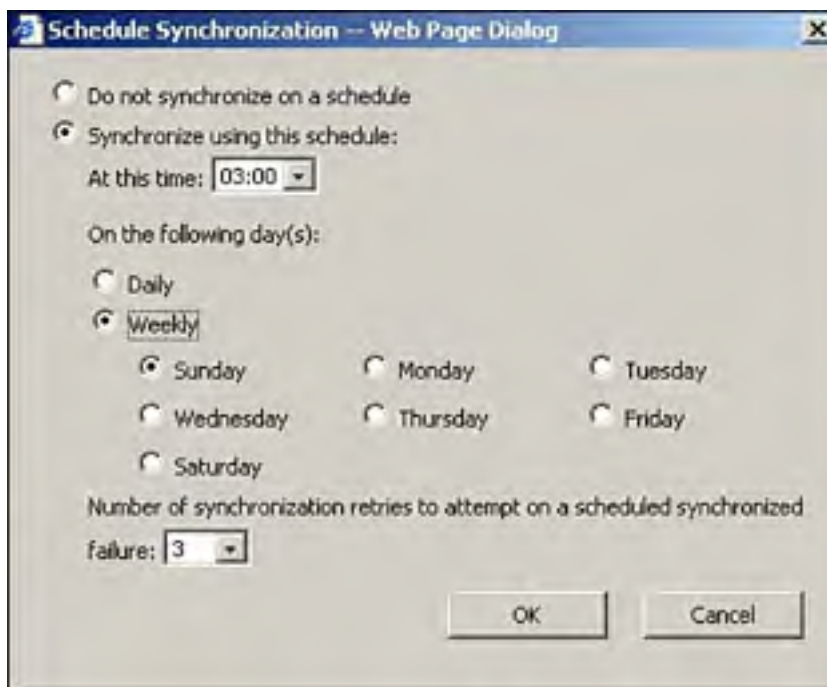 Schedule Synchronization -- Web Page Dialog
Do not synchronize on a schedule
Synchronize using this schedule:
At this time: 03:00
On the following day(s):
Daily
Weekly
Sunday Monday Tuesday
Wednesday Thursday Friday
Saturday
Number of synchronization retries to attempt on a scheduled synchronized
failure: 3
OK Cancel